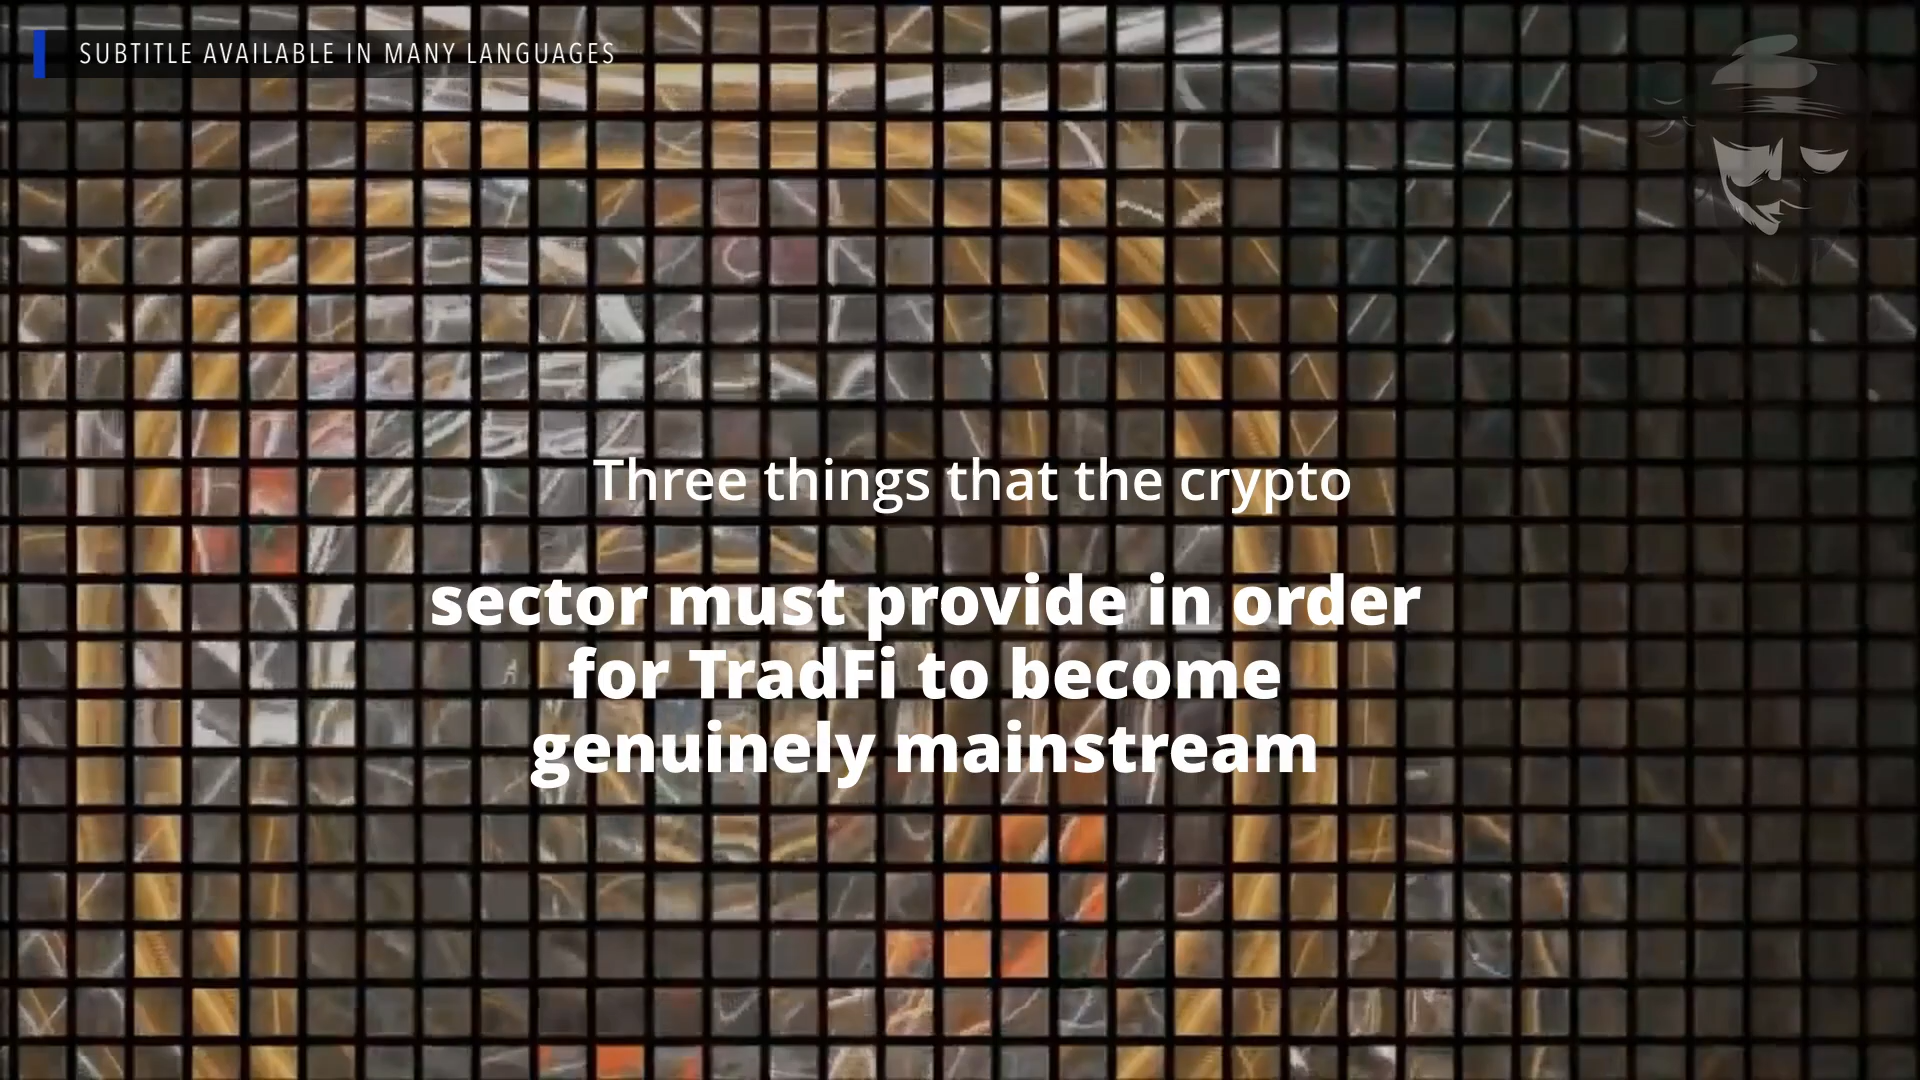 SUBTITLE AVAILABLE IN MANY LANGUAGES
Three things that the crypto
sector must provide in order
for TradFi to become
genuinely mainstream